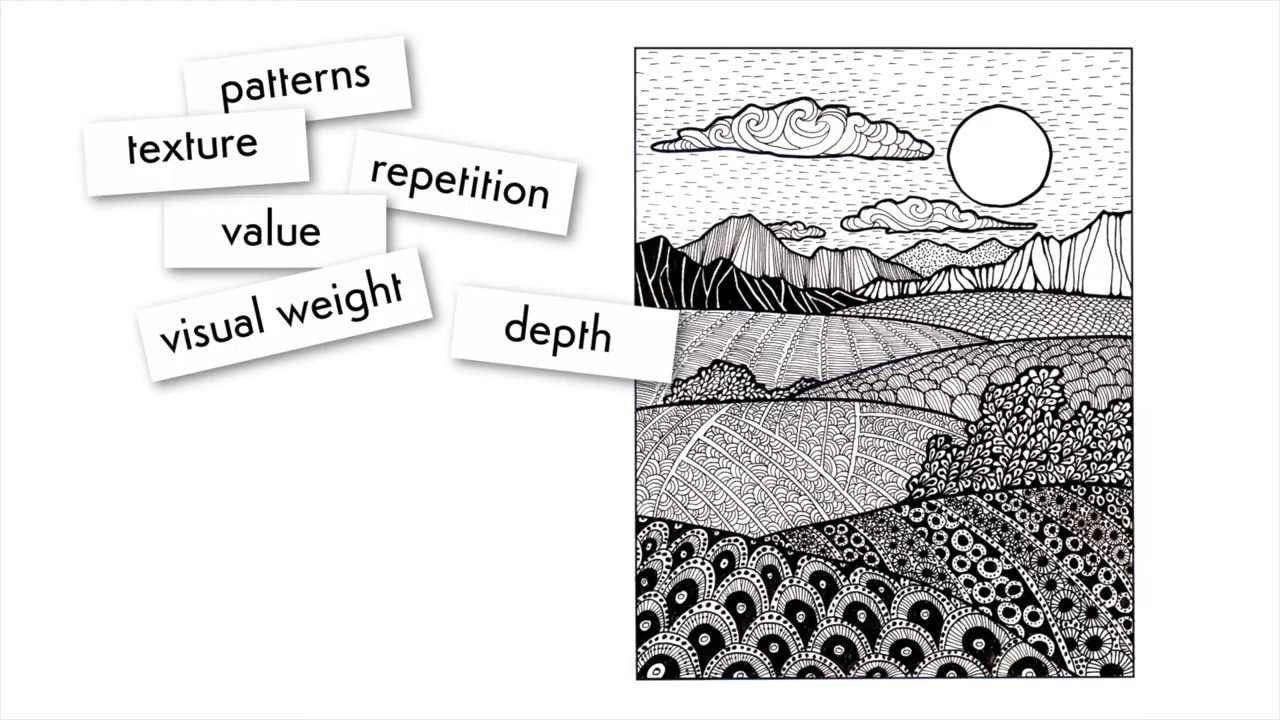 patterns
texture
repetition
value
visual weight
depth